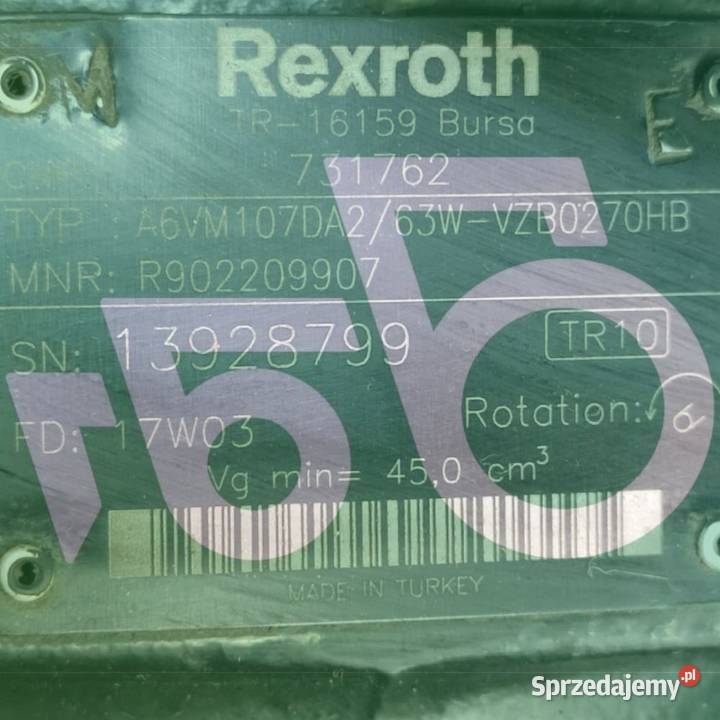 Rexroth
M
TR-16159 Bursa
E
731762
TYP: A6VM107DA2/63W-VZB0270HB
MNR: R902209907
SN: 13928799
TR10
FD: 17W03
Rotation:
Vg min= 45,0 cm³
MADE IN TURKEY
Sprzedajemy.pl